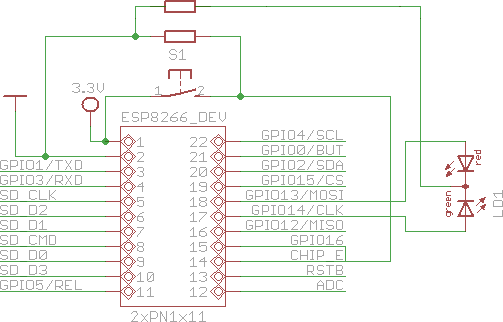 S1
1 2
3.3V
ESP8266_DEV
1 22 GPIO4/SCL
2 21 GPIO0/BUT
GPIO1/TXD 3 20 GPIO2/SDA
GPIO3/RXD 4 19 GPIO15/CS
SD CLK 5 18 GPIO13/MOSI
SD D2 6 17 GPIO14/CLK
SD D1 7 16 GPIO12/MISO
SD CMD 8 15 GPIO16
SD D0 9 14 CHIP E
SD D3 10 13 RSTB
GPIO5/REL 11 12 ADC
2xPN1x11
red
green
LD1